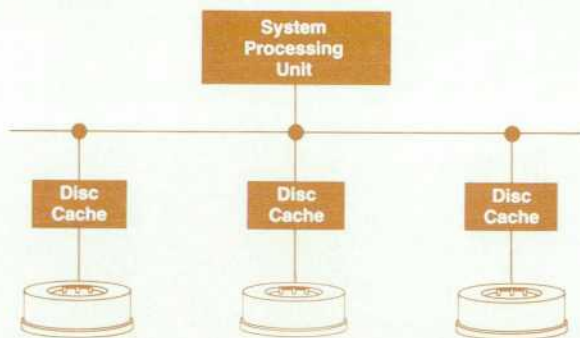 System
Processing
Unit
Disc
Cache
Disc
Cache
Disc
Cache